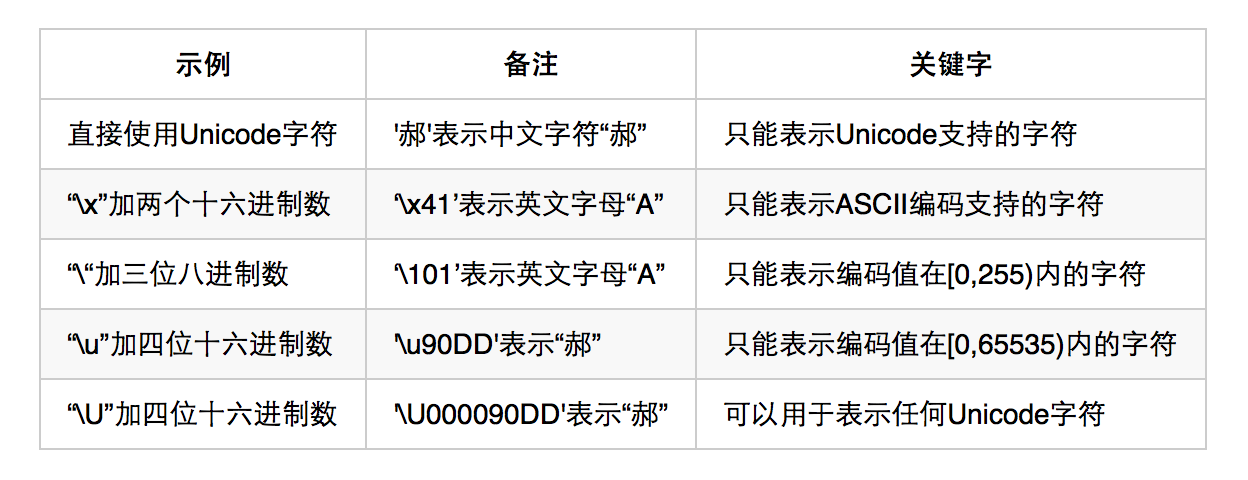 示例 备注 关键字
直接使用Unicode字符 '郝'表示中文字符“郝” 只能表示Unicode支持的字符
“\x”加两个十六进制数 ‘\x41’表示英文字母“A” 只能表示ASCII编码支持的字符
“\“加三位八进制数 ‘\101’表示英文字母“A” 只能表示编码值在[0,255)内的字符
“\u”加四位十六进制数 '\u90DD'表示“郝” 只能表示编码值在[0,65535)内的字符
“\U”加四位十六进制数 '\U000090DD'表示“郝” 可以用于表示任何Unicode字符